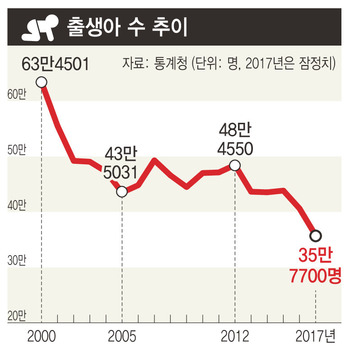 출생아 수 추이
자료: 통계청 (단위: 명, 2017년은 잠정치)
63만4501
60만
50만
43만
5031
48만
4550
40만
35만
7700명
30만
20만
2000
2005
2012
2017년